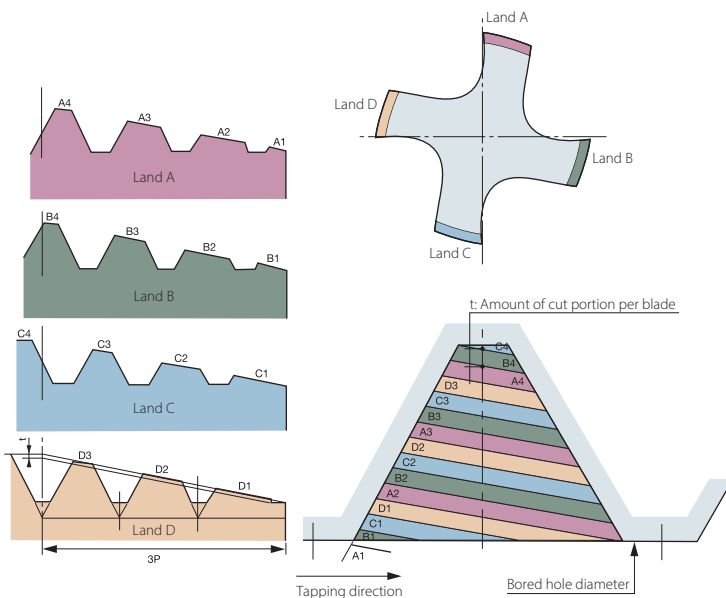 Land A
Land D
Land B
Land C
A4
A3
A2
A1
Land A
B4
B3
B2
B1
Land B
C4
C3
C2
C1
Land C
t
D3
D2
D1
Land D
3P
t: Amount of cut portion per blade
C4
B4
A4
D3
C3
B3
A3
D2
C2
B2
A2
D1
C1
B1
A1
Tapping direction
Bored hole diameter